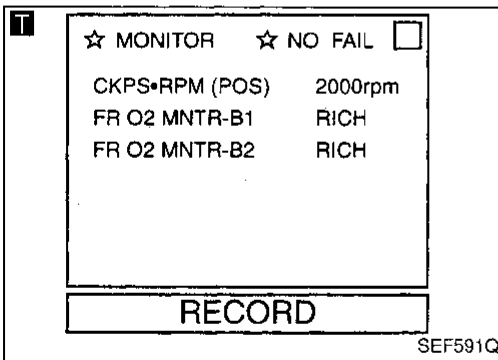 T
☆ MONITOR ☆ NO FAIL
CKPS•RPM (POS) 2000rpm
FR O2 MNTR-B1 RICH
FR O2 MNTR-B2 RICH
RECORD
SEF591Q